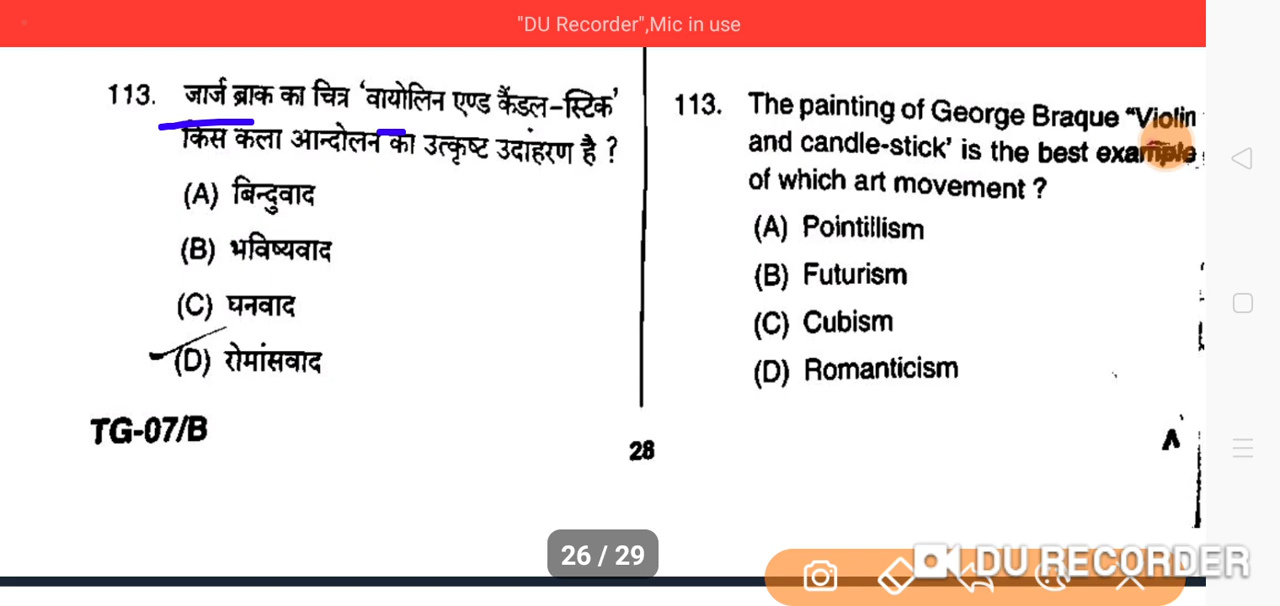 "DU Recorder",Mic in use
113. जार्ज ब्राक का चित्र ‘वायोलिन एण्ड कैंडल-स्टिक’
किस कला आन्दोलन का उत्कृष्ट उदाहरण है ?
(A) बिन्दुवाद
(B) भविष्यवाद
(C) घनवाद
(D) रोमांसवाद
TG-07/B
113. The painting of George Braque “Violin
and candle-stick’ is the best example
of which art movement ?
(A) Pointillism
(B) Futurism
(C) Cubism
(D) Romanticism
28
26 / 29
DU RECORDER